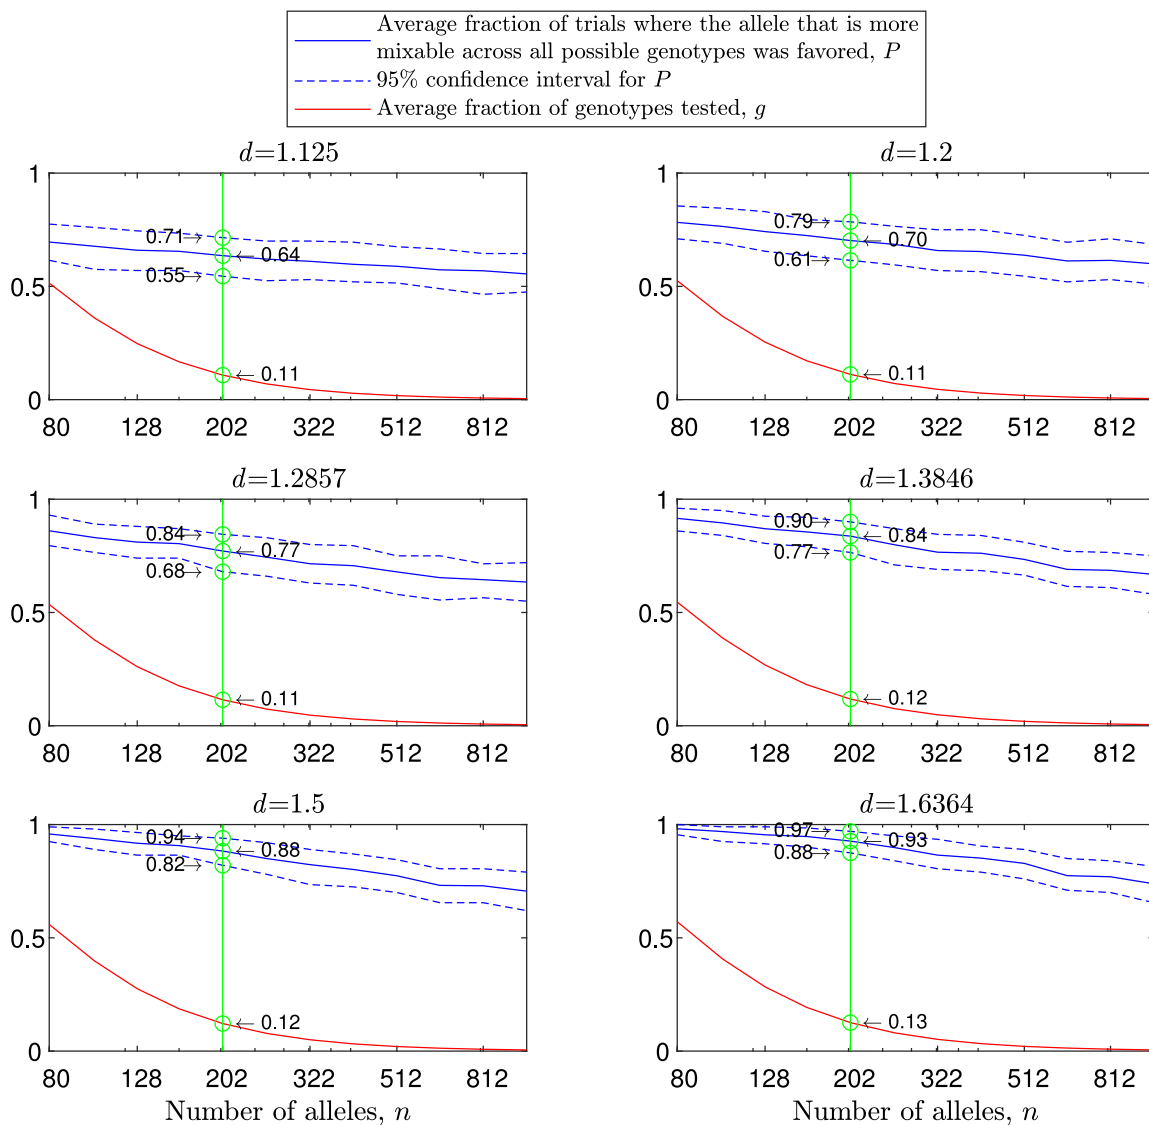 Average fraction of trials where the allele that is more
mixable across all possible genotypes was favored, P
95% confidence interval for P
Average fraction of genotypes tested, g
d=1.125
1
0.71→
←0.64
0.55→
0.5
←0.11
0
80 128 202 322 512 812
d=1.2
1
0.79→
←0.70
0.61→
0.5
←0.11
0
80 128 202 322 512 812
d=1.2857
1
0.84→
←0.77
0.68→
0.5
←0.11
0
80 128 202 322 512 812
d=1.3846
1
0.90→
←0.84
0.77→
0.5
←0.12
0
80 128 202 322 512 812
d=1.5
1
0.94→
←0.88
0.82→
0.5
←0.12
0
80 128 202 322 512 812
Number of alleles, n
d=1.6364
1
0.97→
←0.93
0.88→
0.5
←0.13
0
80 128 202 322 512 812
Number of alleles, n